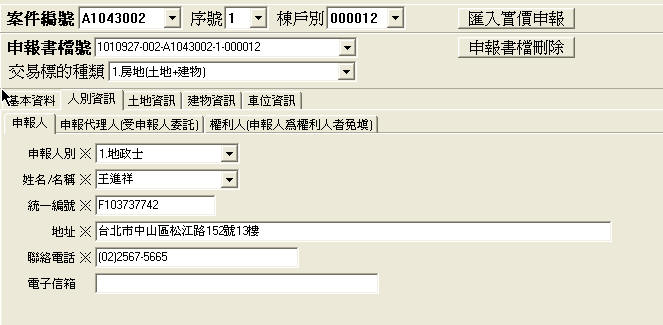 案件編號 A1043002 序號 1 棟戶別 000012 匯入實價申報
申報書檔號 1010927-002-A1043002-1-000012 申報書檔刪除
交易標的種類 1.房地(土地+建物)
基本資料 人別資訊 土地資訊 建物資訊 車位資訊
申報人 申報代理人(受申報人委託) 權利人(申報人為權利人者免填)
申報人別 ※ 1.地政士
姓名/名稱 ※ 王進祥
統一編號 ※ F103737742
地址 ※ 台北市中山區松江路152號13樓
聯絡電話 ※ (02)2567-5665
電子信箱